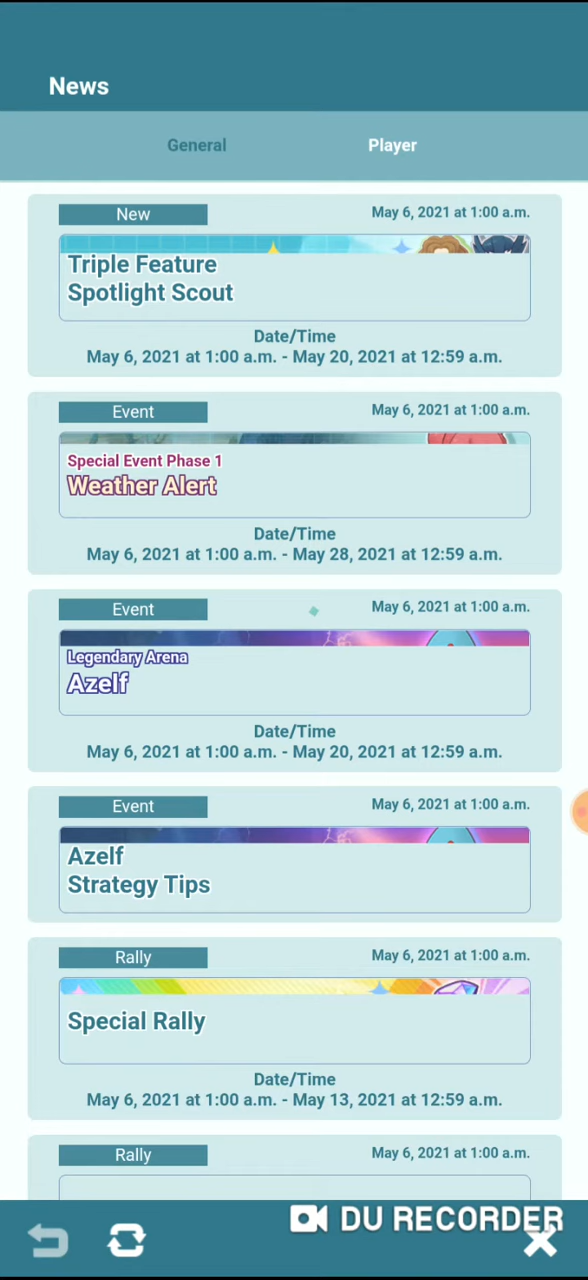 News
General
Player
New
May 6, 2021 at 1:00 a.m.
Triple Feature
Spotlight Scout
Date/Time
May 6, 2021 at 1:00 a.m. - May 20, 2021 at 12:59 a.m.
Event
May 6, 2021 at 1:00 a.m.
Special Event Phase 1
Weather Alert
Date/Time
May 6, 2021 at 1:00 a.m. - May 28, 2021 at 12:59 a.m.
Event
May 6, 2021 at 1:00 a.m.
Legendary Arena
Azelf
Date/Time
May 6, 2021 at 1:00 a.m. - May 20, 2021 at 12:59 a.m.
Event
May 6, 2021 at 1:00 a.m.
Azelf
Strategy Tips
Rally
May 6, 2021 at 1:00 a.m.
Special Rally
Date/Time
May 6, 2021 at 1:00 a.m. - May 13, 2021 at 12:59 a.m.
Rally
May 6, 2021 at 1:00 a.m.
DU RECORDER